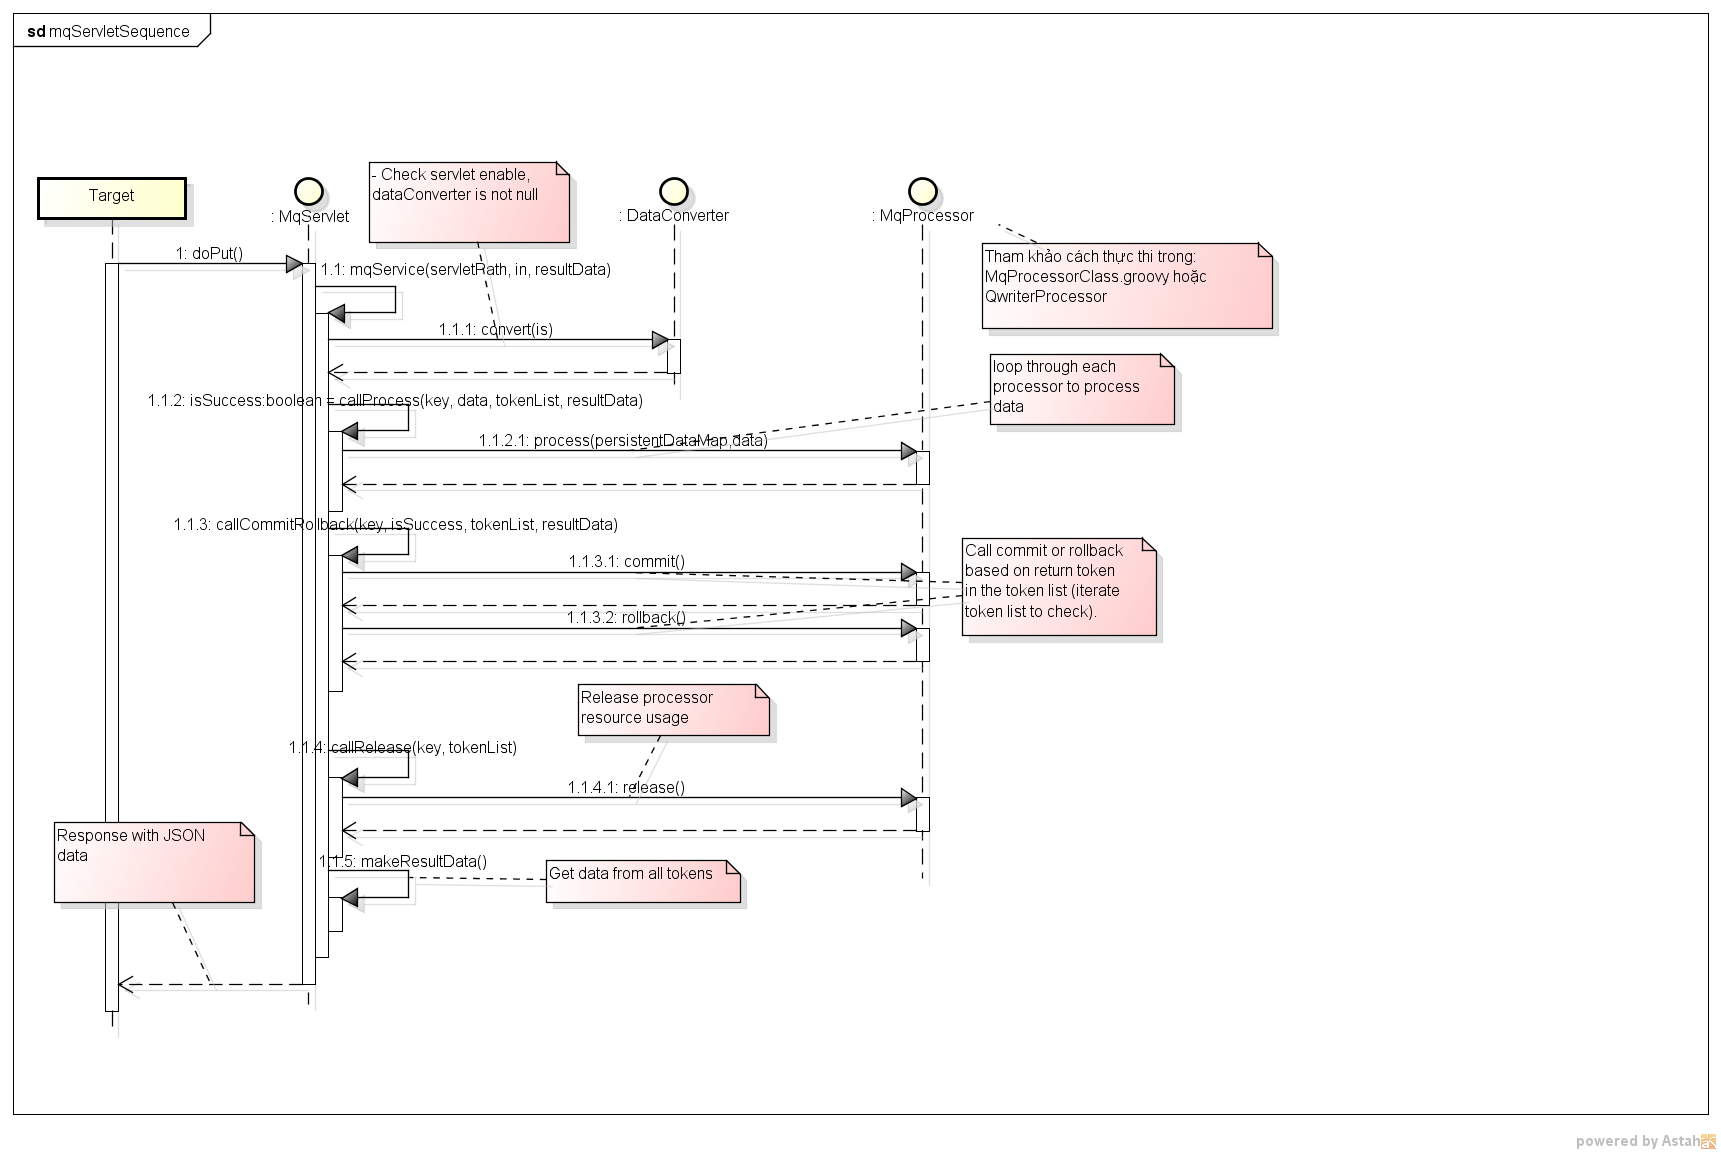 sd mqServletSequence
- Check servlet enable,
dataConverter is not null
Target
: MqServlet
: DataConverter
: MqProcessor
1: doPut()
Tham khảo cách thực thi trong:
MqProcessorClass.groovy hoặc
QwriterProcessor
1.1: mqService(servletPath, in, resultData)
1.1.1: convert(is)
loop through each
processor to process
data
1.1.2: isSuccess:boolean = callProcess(key, data, tokenList, resultData)
1.1.2.1: process(persistentDataMap,data)
1.1.3: callCommitRollback(key, isSuccess, tokenList, resultData)
Call commit or rollback
based on return token
in the token list (iterate
token list to check).
1.1.3.1: commit()
1.1.3.2: rollback()
Release processor
resource usage
1.1.4: callRelease(key, tokenList)
1.1.4.1: release()
Response with JSON
data
1.1.5: makeResultData()
Get data from all tokens
powered by Astah